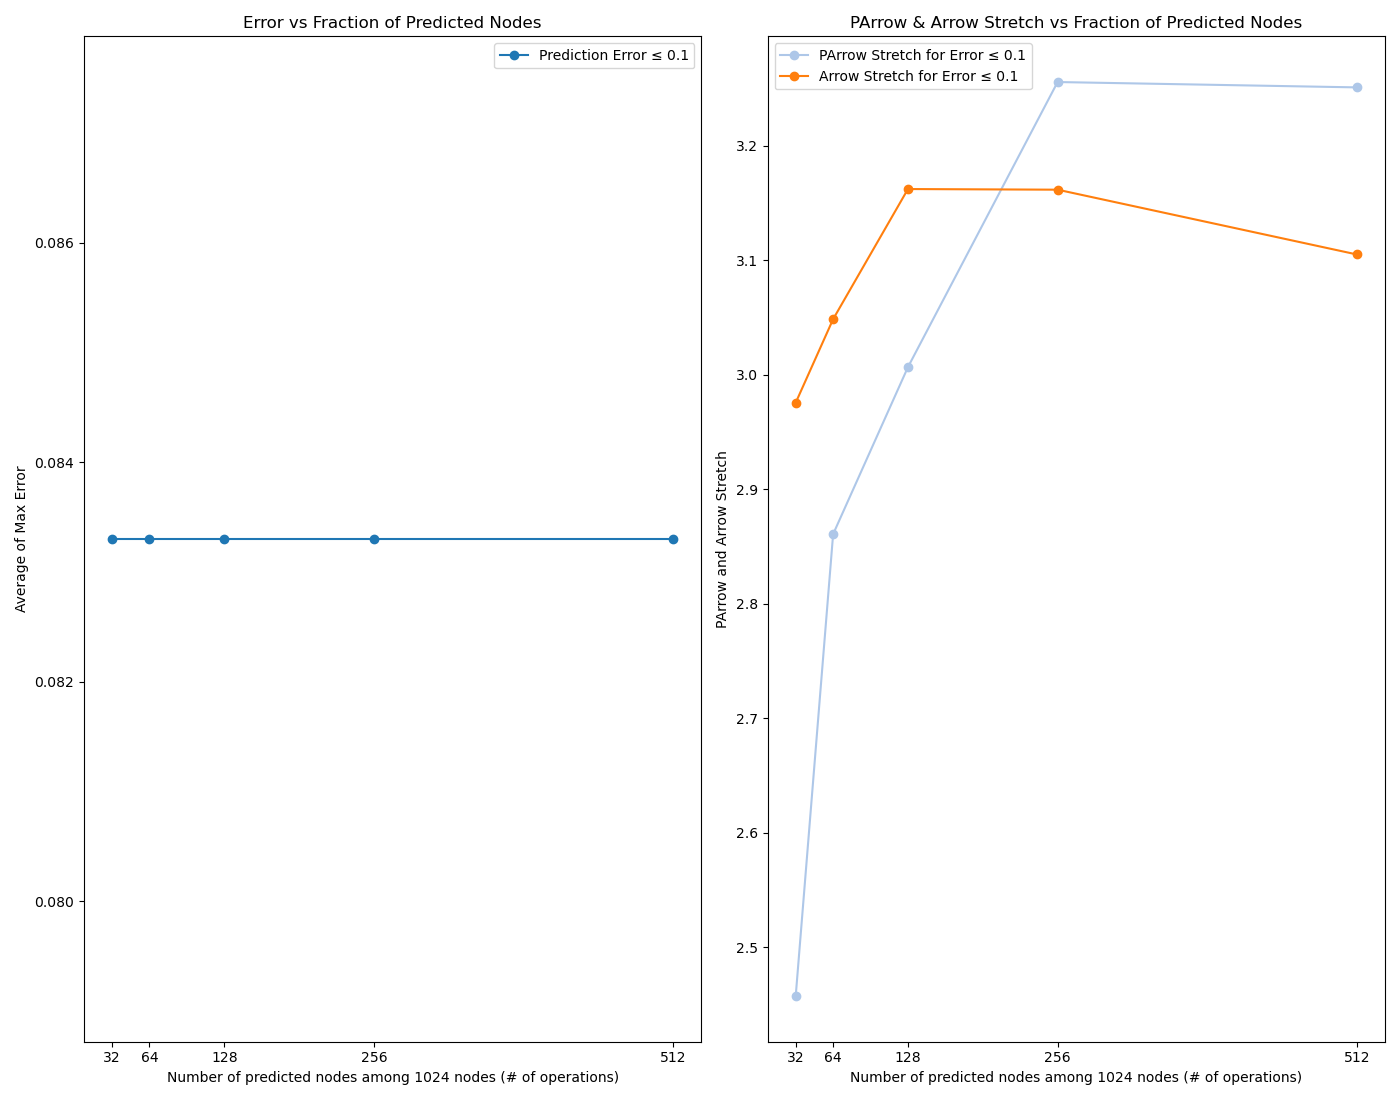 Error vs Fraction of Predicted Nodes
Prediction Error ≤ 0.1
Average of Max Error
0.086
0.084
0.082
0.080
32 64 128 256 512
Number of predicted nodes among 1024 nodes (# of operations)
PArrow & Arrow Stretch vs Fraction of Predicted Nodes
PArrow Stretch for Error ≤ 0.1
Arrow Stretch for Error ≤ 0.1
PArrow and Arrow Stretch
3.2
3.1
3.0
2.9
2.8
2.7
2.6
2.5
32 64 128 256 512
Number of predicted nodes among 1024 nodes (# of operations)